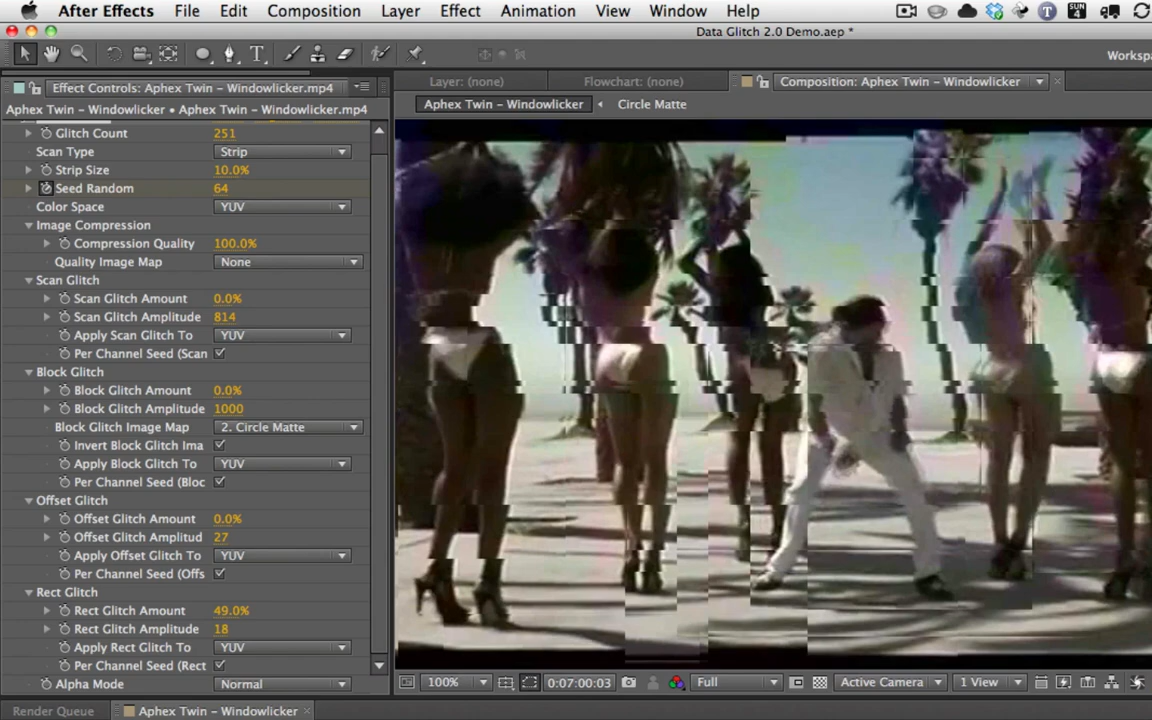 After Effects File Edit Composition Layer Effect Animation View Window Help
Data Glitch 2.0 Demo.aep *
T
SUN 4
Workspa
Effect Controls: Aphex Twin – Windowlicker.mp4
Layer: (none)
Flowchart: (none)
Composition: Aphex Twin – Windowlicker
Aphex Twin – Windowlicker • Aphex Twin – Windowlicker.mp4
Aphex Twin – Windowlicker
Circle Matte
Glitch Count 251
Scan Type Strip
Strip Size 10.0%
Seed Random 64
Color Space YUV
Image Compression
Compression Quality 100.0%
Quality Image Map None
Scan Glitch
Scan Glitch Amount 0.0%
Scan Glitch Amplitude 814
Apply Scan Glitch To YUV
Per Channel Seed (Scan
Block Glitch
Block Glitch Amount 0.0%
Block Glitch Amplitude 1000
Block Glitch Image Map 2. Circle Matte
Invert Block Glitch Ima
Apply Block Glitch To YUV
Per Channel Seed (Bloc
Offset Glitch
Offset Glitch Amount 0.0%
Offset Glitch Amplitud 27
Apply Offset Glitch To YUV
Per Channel Seed (Offs
Rect Glitch
Rect Glitch Amount 49.0%
Rect Glitch Amplitude 18
Apply Rect Glitch To YUV
Per Channel Seed (Rect
Alpha Mode Normal
100% 0:07:00:03 Full Active Camera 1 View
Render Queue
Aphex Twin – Windowlicker